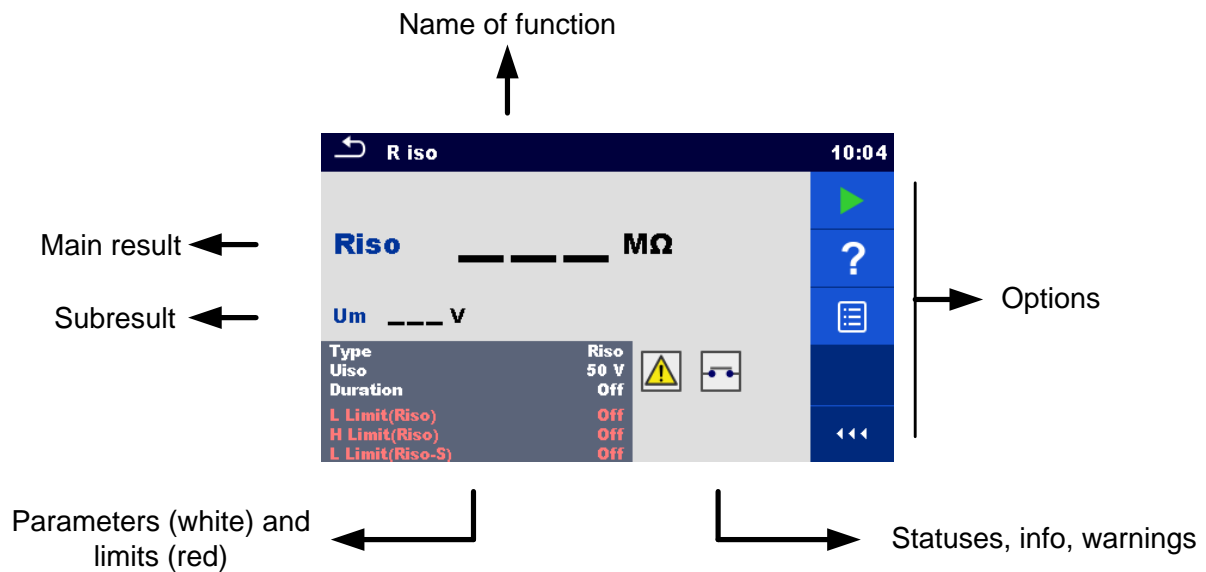 Name of function
R iso 10:04
Main result
Riso _ _ _ MΩ
?
Subresult
Um _ _ _ V
Options
Type Riso
Uiso 50 V
Duration Off
L Limit(Riso) Off
H Limit(Riso) Off
L Limit(Riso-S) Off
Parameters (white) and
limits (red)
Statuses, info, warnings